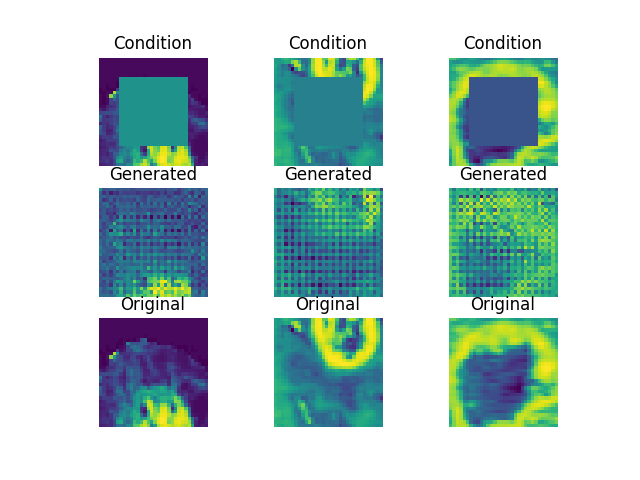 Condition Condition Condition
Generated Generated Generated
Original Original Original